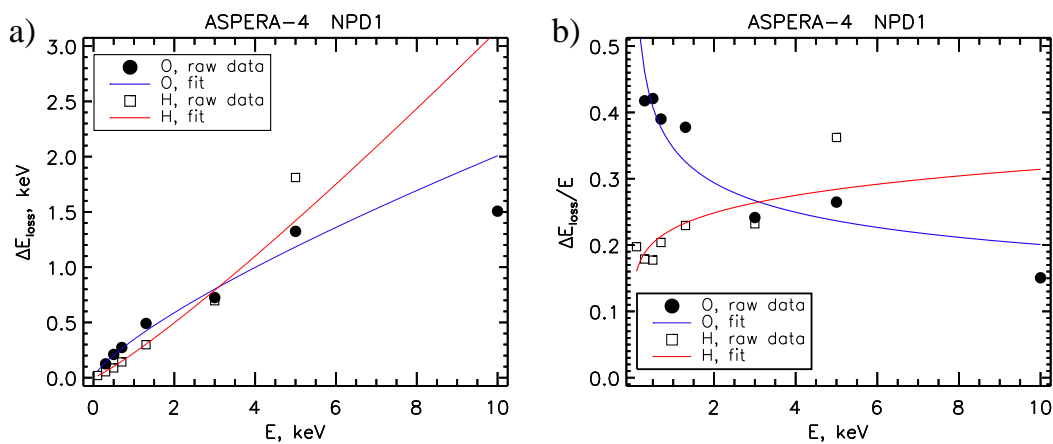 a)
ASPERA-4 NPD1
3.0
2.5
2.0
1.5
1.0
0.5
0.0
ΔE_loss, keV
O, raw data
O, fit
H, raw data
H, fit
0 2 4 6 8 10
E, keV
b)
ASPERA-4 NPD1
0.5
0.4
0.3
0.2
0.1
0.0
ΔE_loss/E
O, raw data
O, fit
H, raw data
H, fit
2 4 6 8 10
E, keV